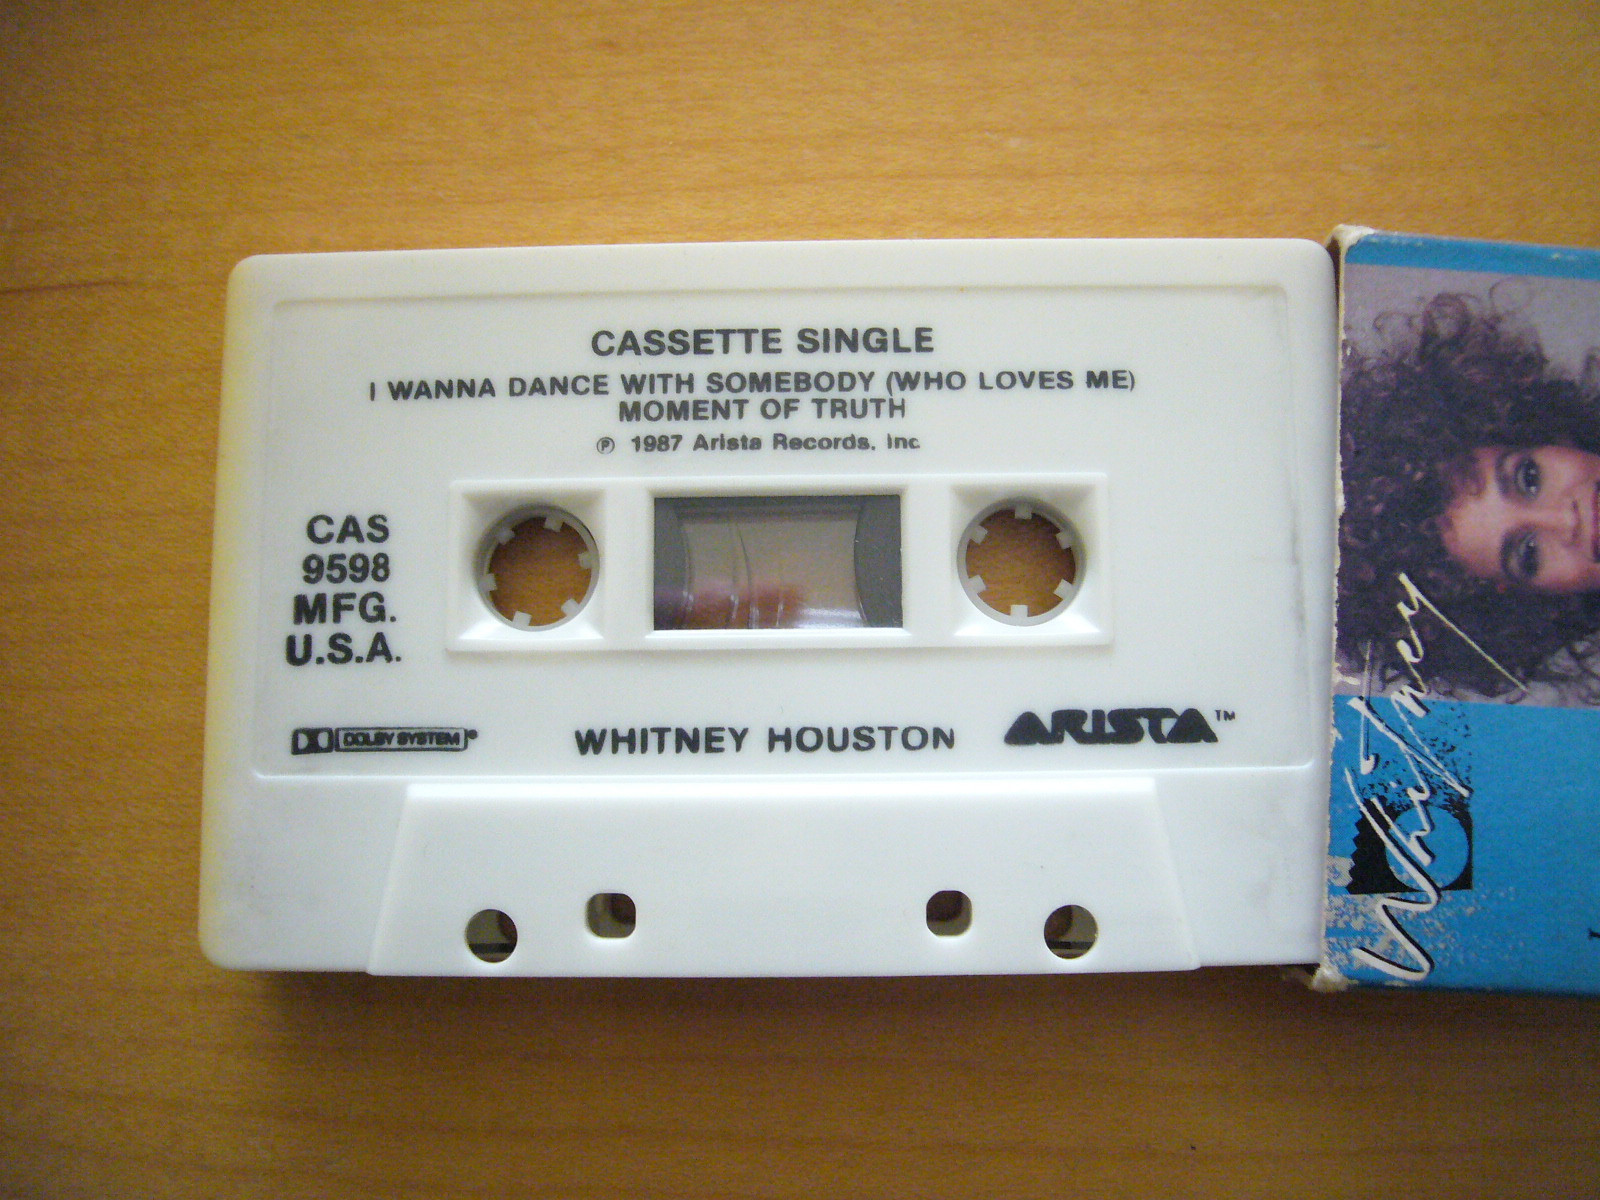 CASSETTE SINGLE
I WANNA DANCE WITH SOMEBODY (WHO LOVES ME)
MOMENT OF TRUTH
℗ 1987 Arista Records, Inc.
CAS
9598
MFG.
U.S.A.
DOLBY SYSTEM®
WHITNEY HOUSTON
ARISTA™
Whitney